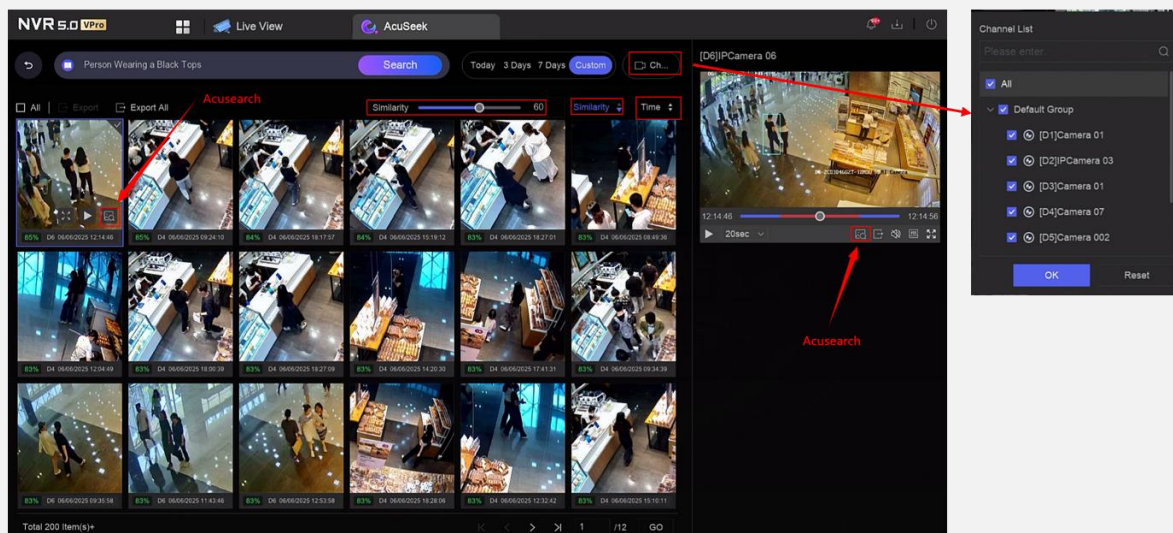 NVR 5.0 VPro
Live View
AcuSeek
Person Wearing a Black Tops
Search
Today 3 Days 7 Days Custom
Ch...
All
Export
Export All
Acusearch
Similarity 60
Similarity
Time
85% D6 06/06/2025 12:14:46
85% D4 06/06/2025 09:24:10
84% D4 06/06/2025 18:17:57
84% D4 06/06/2025 15:19:12
83% D4 06/06/2025 18:27:01
83% D4 06/06/2025 08:49:36
83% D6 06/06/2025 12:04:49
83% D4 06/06/2025 18:00:39
83% D4 06/06/2025 18:27:09
83% D4 06/06/2025 14:20:30
83% D4 06/06/2025 17:41:31
83% D4 06/06/2025 09:34:39
83% D6 06/06/2025 09:35:58
83% D6 06/06/2025 11:43:46
83% D6 06/06/2025 12:53:58
83% D4 06/06/2025 18:26:06
83% D4 06/06/2025 12:32:42
83% D4 06/06/2025 15:10:11
Total 200 Item(s)+
1 /12 GO
[D6]IPCamera 06
12:14:46
12:14:56
20sec
Acusearch
Channel List
Please enter
All
Default Group
[D1]Camera 01
[D2]IPCamera 03
[D3]Camera 01
[D4]Camera 07
[D5]Camera 002
OK
Reset